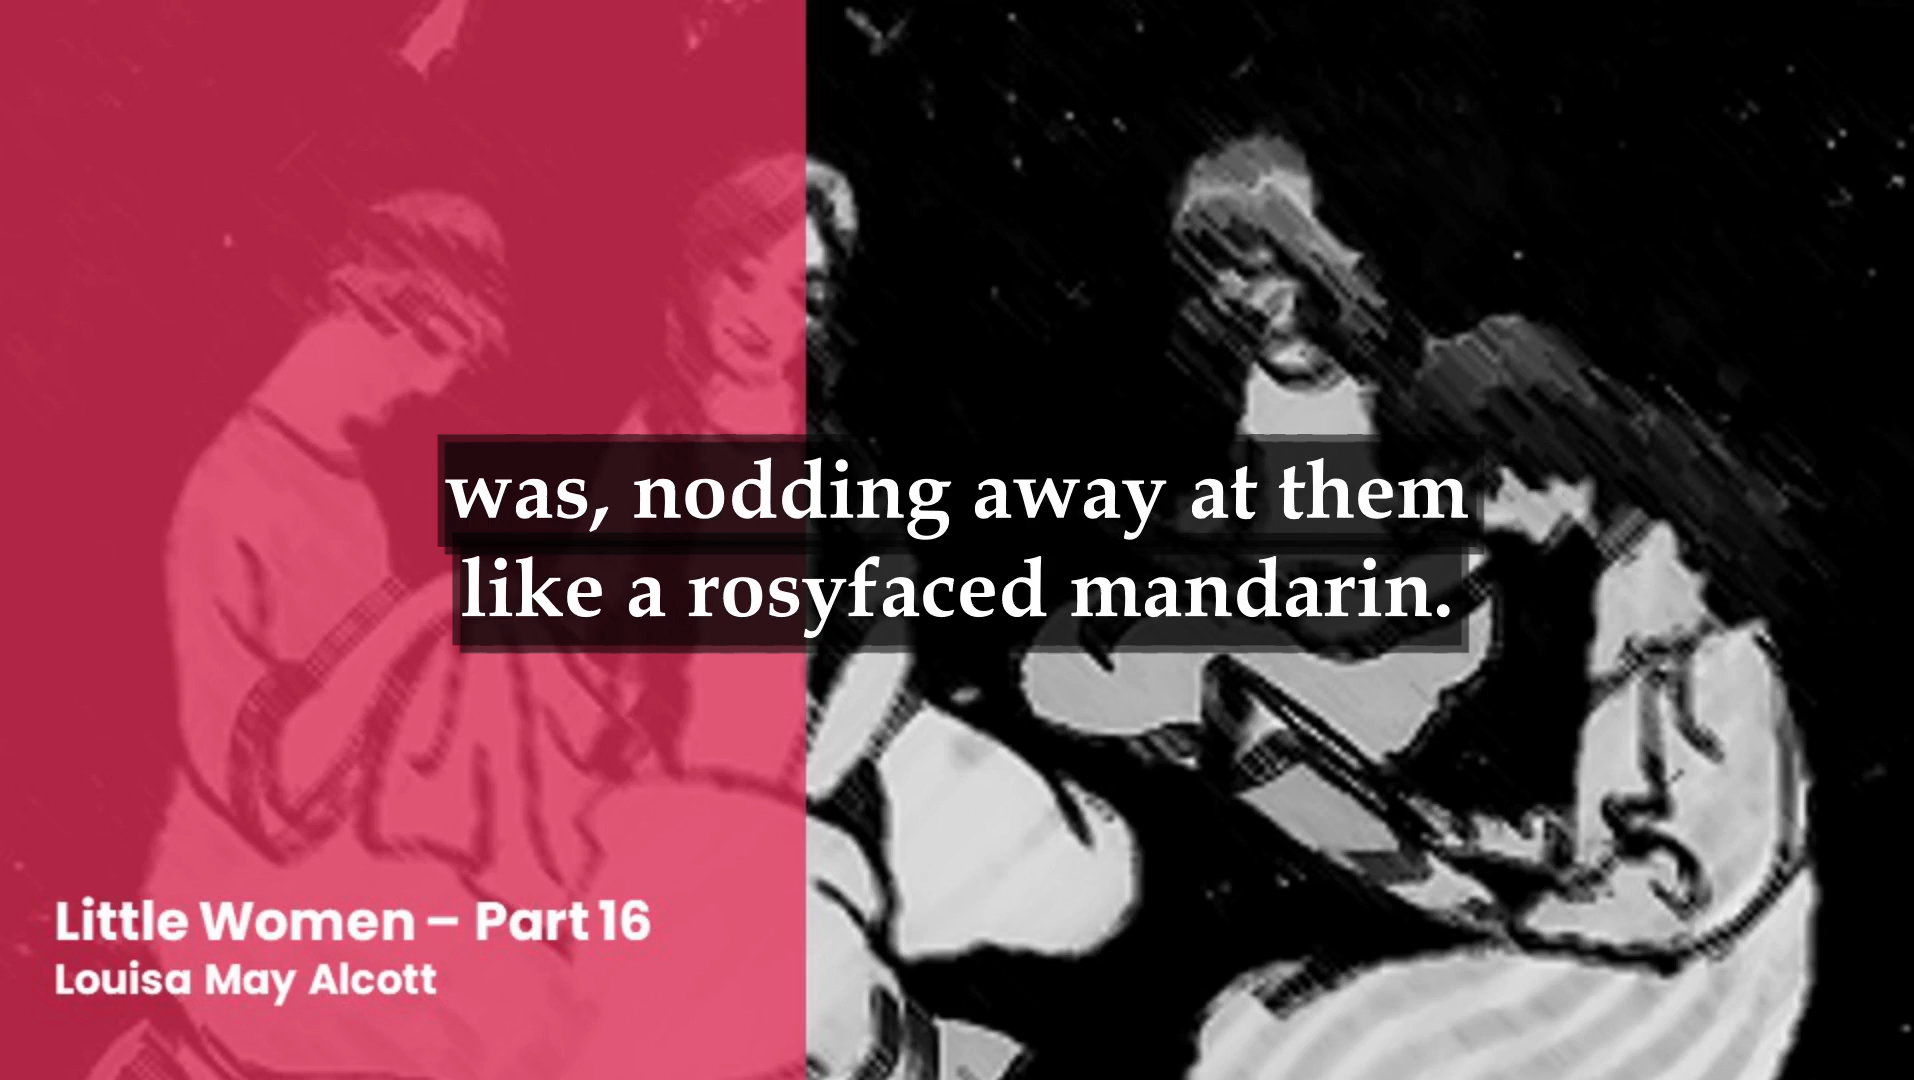 was, nodding away at them
like a rosyfaced mandarin.
Little Women – Part 16
Louisa May Alcott